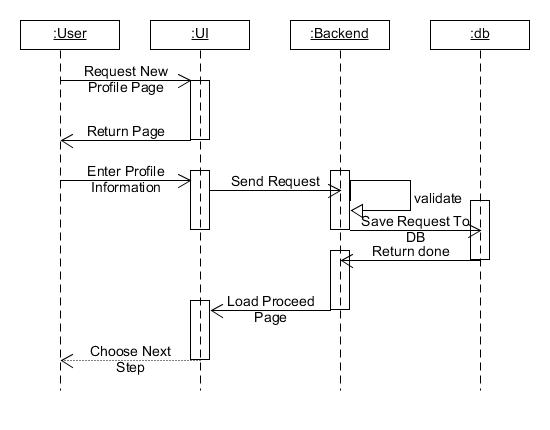 :User
:UI
:Backend
:db
Request New
Profile Page
Return Page
Enter Profile
Information
Send Request
validate
Save Request To
DB
Return done
Load Proceed
Page
Choose Next
Step